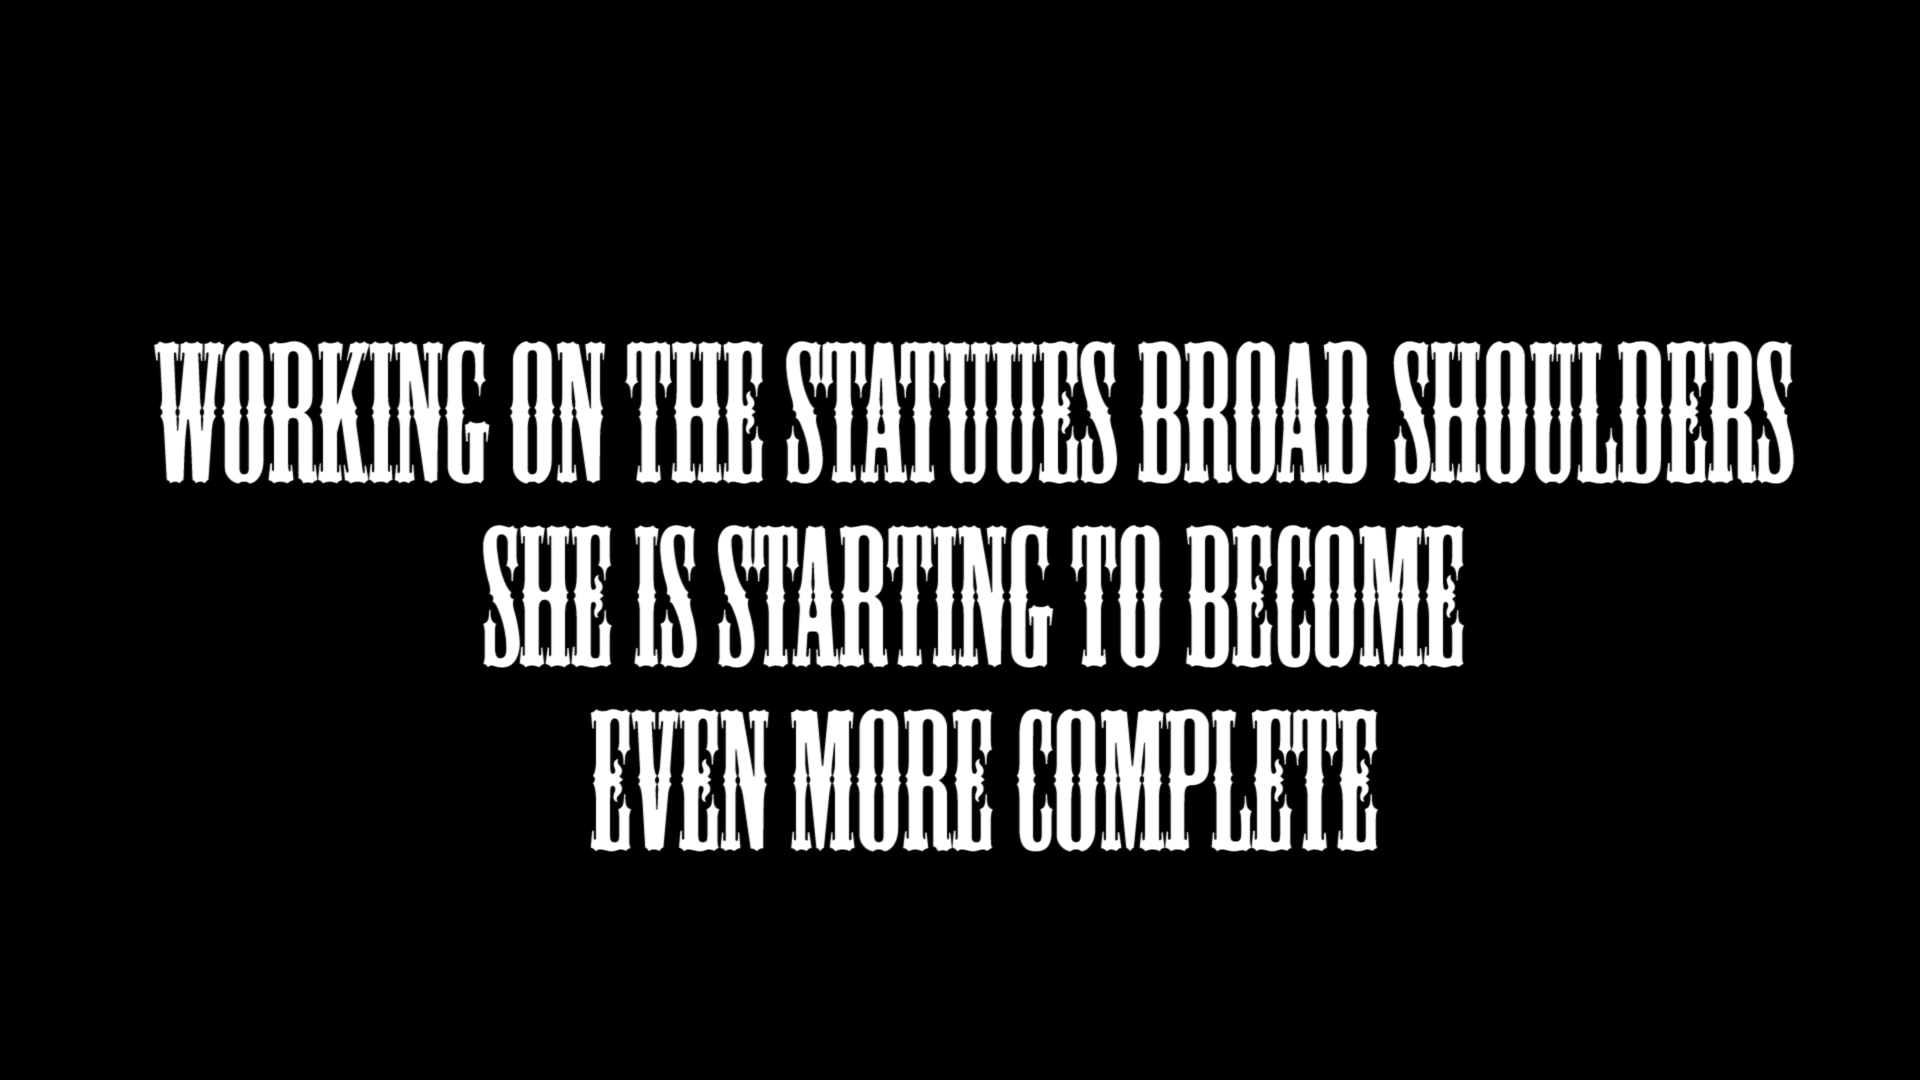 WORKING ON THE STATUUES BROAD SHOULDERS
SHE IS STARTING TO BECOME
EVEN MORE COMPLETE